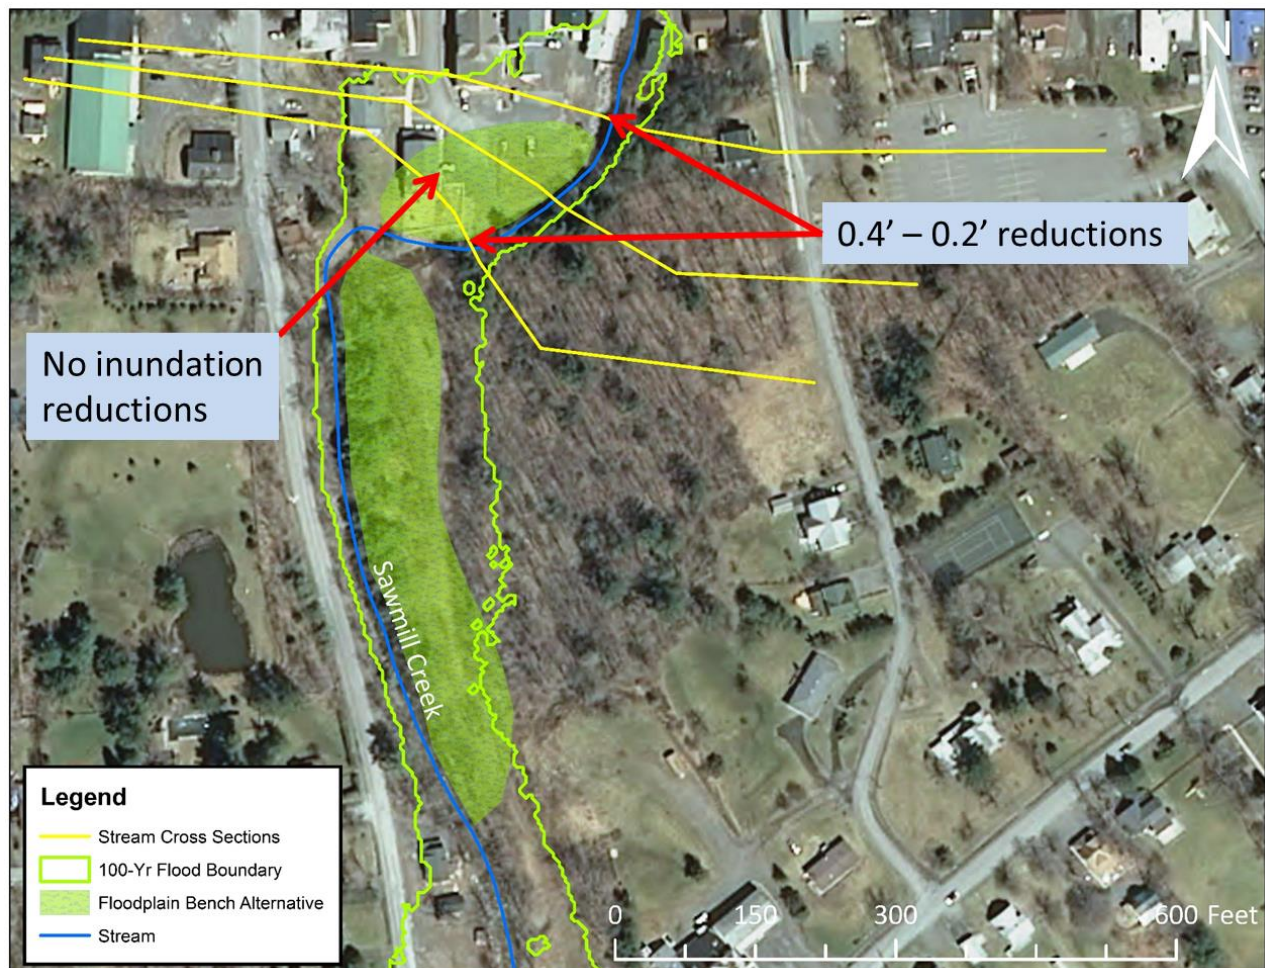 N
0.4’ – 0.2’ reductions
No inundation
reductions
Sawmill Creek
Legend
Stream Cross Sections
100-Yr Flood Boundary
Floodplain Bench Alternative
Stream
0 150 300 600 Feet